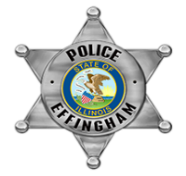 POLICE
STATE OF
ILLINOIS
EFFINGHAM